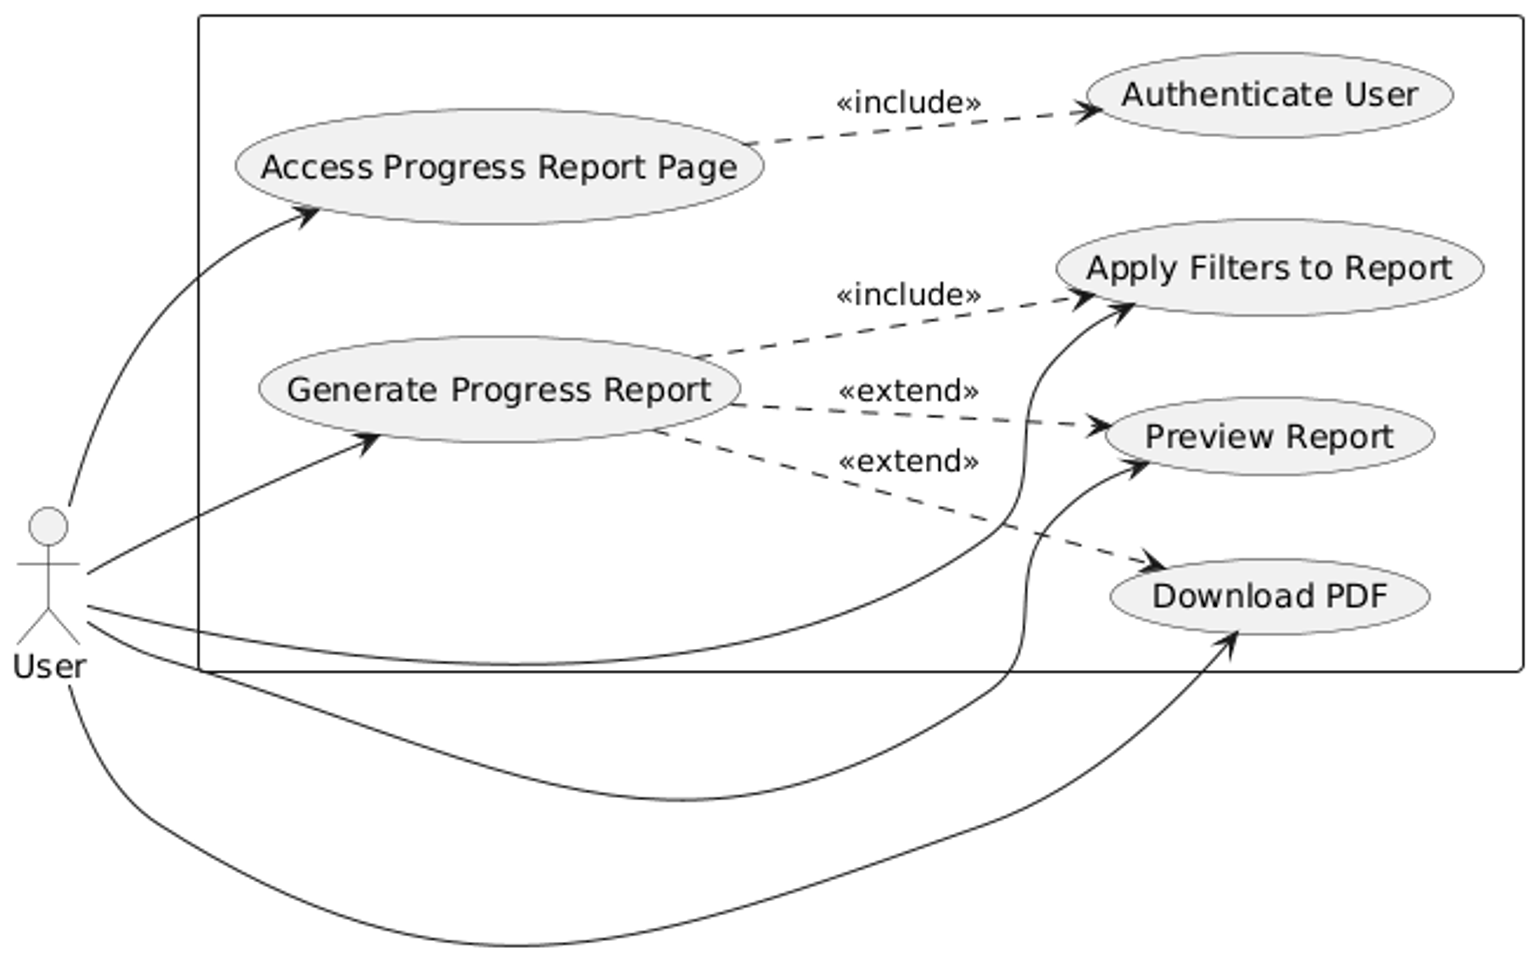 «include»
Authenticate User
Access Progress Report Page
«include»
Apply Filters to Report
Generate Progress Report
«extend»
Preview Report
«extend»
Download PDF
User